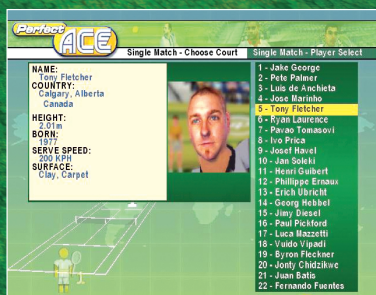 Perfect
ACE
Single Match - Choose Court
Single Match - Player Select
NAME:
Tony Fletcher
COUNTRY:
Calgary, Alberta
Canada
HEIGHT:
2.01m
BORN:
1977
SERVE SPEED:
200 KPH
SURFACE:
Clay, Carpet
1 - Jake George
2 - Pete Palmer
3 - Luis de Anchieta
4 - Jose Marinho
5 - Tony Fletcher
6 - Ryan Laurence
7 - Pavao Tomasovi
8 - Ivo Prica
9 - Josef Havel
10 - Jan Soleki
11 - Henri Guibert
12 - Phillippe Ernaux
13 - Erich Ubricht
14 - Georg Hebbel
15 - Jimy Diesel
16 - Paul Pickford
17 - Luca Mazzetti
18 - Vuido Vipadi
19 - Byron Fleckner
20 - Jonty Chidzikwe
21 - Juan Batis
22 - Fernando Fuentes